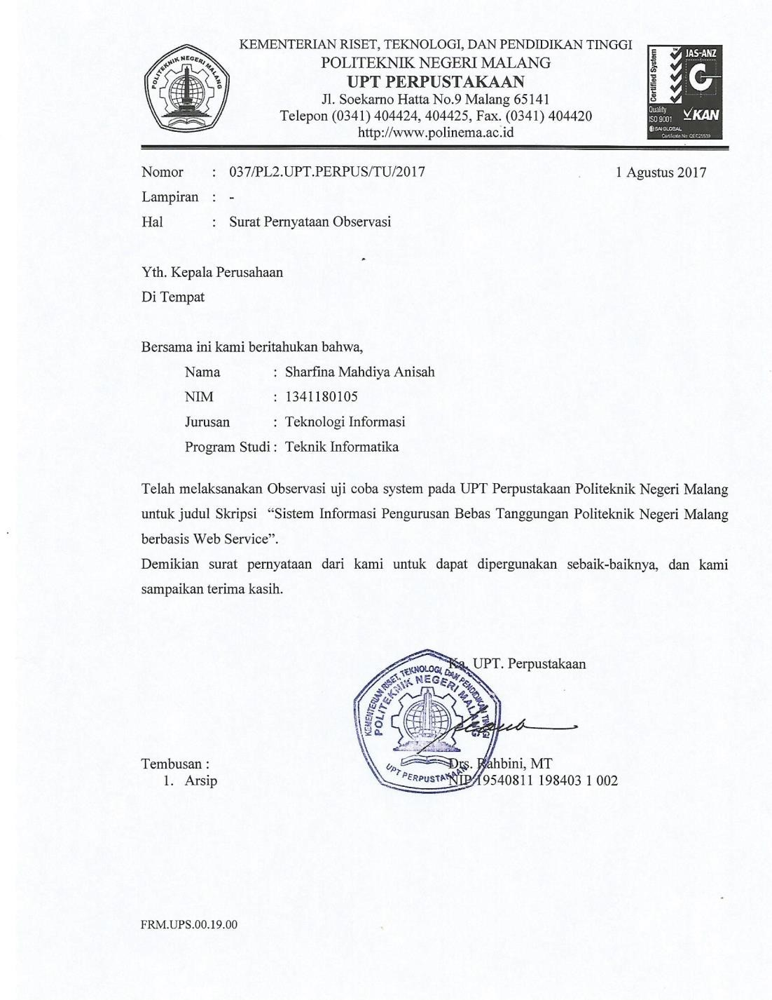 KEMENTERIAN RISET, TEKNOLOGI, DAN PENDIDIKAN TINGGI
POLITEKNIK NEGERI MALANG
UPT PERPUSTAKAAN
Jl. Soekarno Hatta No.9 Malang 65141
Telepon (0341) 404424, 404425, Fax. (0341) 404420
http://www.polinema.ac.id
POLITEKNIK NEGERI MALANG
Certified System
JAS-ANZ
Quality
ISO 9001
KAN
SAI GLOBAL
Certificate No. QEC25539
Nomor : 037/PL2.UPT.PERPUS/TU/2017 1 Agustus 2017
Lampiran : -
Hal : Surat Pernyataan Observasi
Yth. Kepala Perusahaan
Di Tempat
Bersama ini kami beritahukan bahwa,
Nama : Sharfina Mahdiya Anisah
NIM : 1341180105
Jurusan : Teknologi Informasi
Program Studi : Teknik Informatika
Telah melaksanakan Observasi uji coba system pada UPT Perpustakaan Politeknik Negeri Malang
untuk judul Skripsi “Sistem Informasi Pengurusan Bebas Tanggungan Politeknik Negeri Malang
berbasis Web Service”.
Demikian surat pernyataan dari kami untuk dapat dipergunakan sebaik-baiknya, dan kami
sampaikan terima kasih.
Ka. UPT. Perpustakaan
KEMENTERIAN RISET, TEKNOLOGI, DAN PENDIDIKAN TINGGI
POLITEKNIK NEGERI MALANG
UPT PERPUSTAKAAN
Drs. Rahbini, MT
NIP 19540811 198403 1 002
Tembusan :
1. Arsip
FRM.UPS.00.19.00